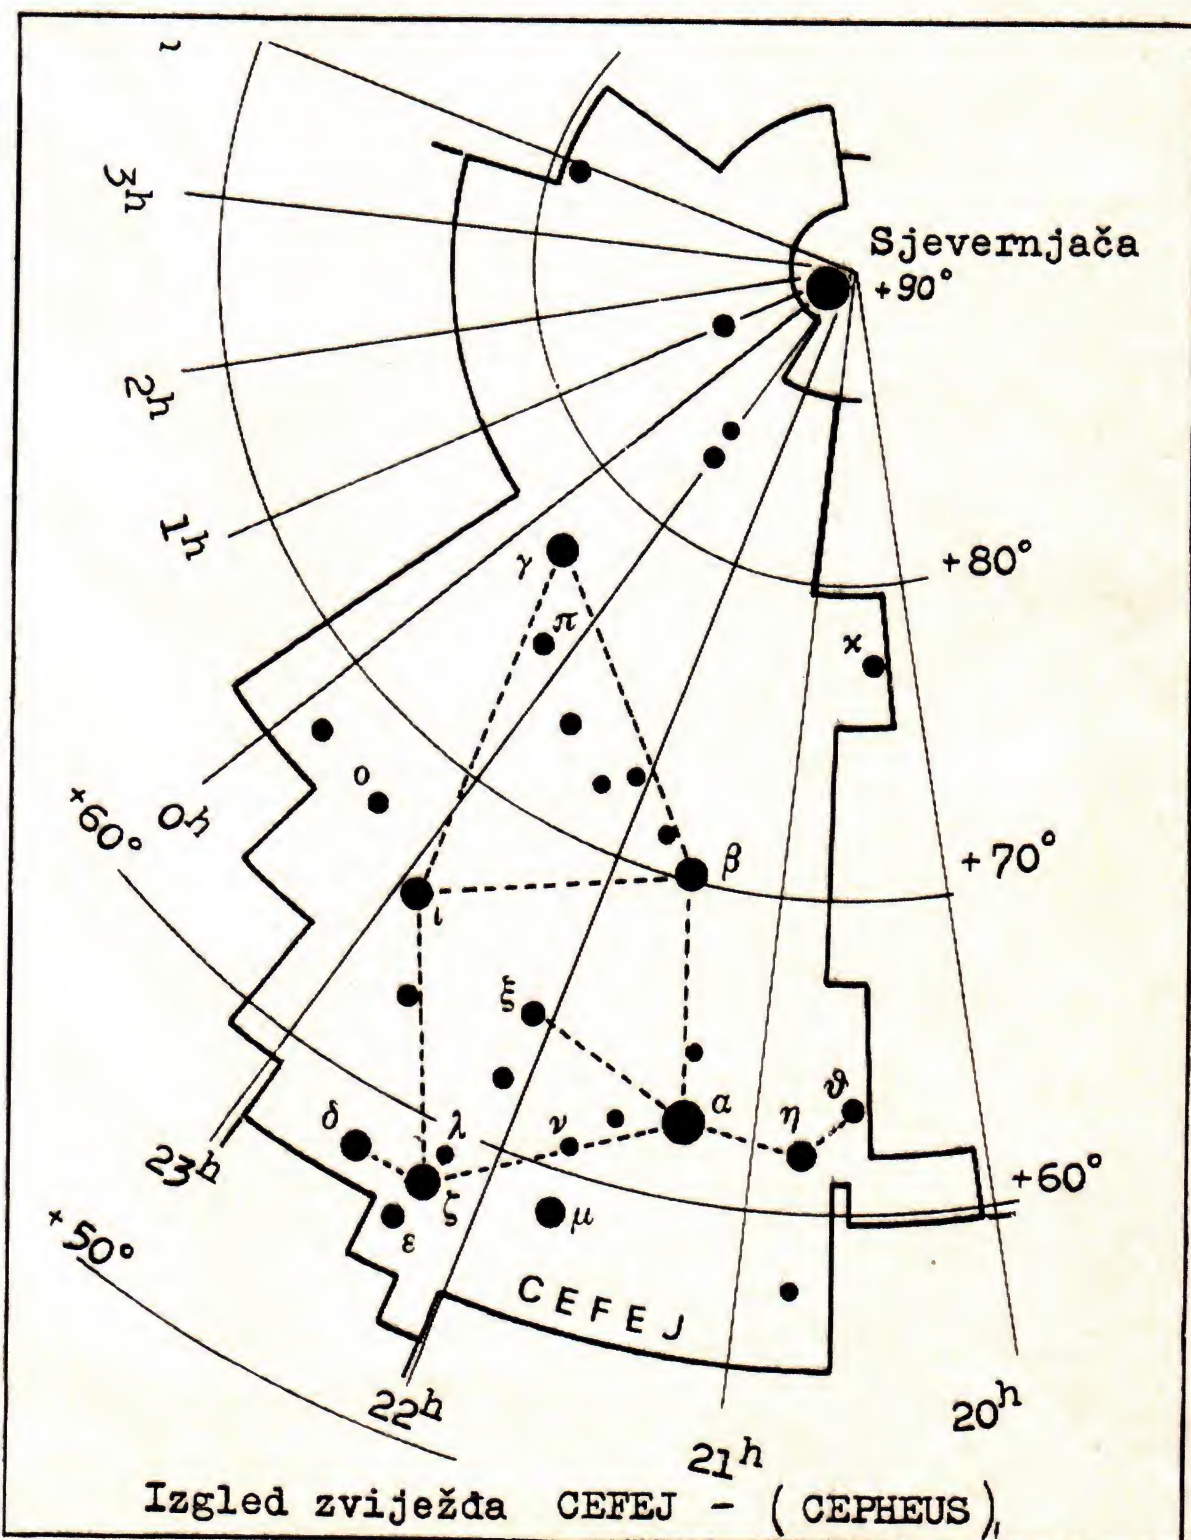 3h
Sjevernjača
+90°
2h
1h
+80°
γ
π
ϰ
ο
+60°
0h
+70°
β
ι
ξ
α
ϑ
δ
λ
ν
η
23h
+60°
ζ
μ
ε
+50°
CEFEJ
22h
20h
21h
Izgled zviježđa CEFEJ - (CEPHEUS)